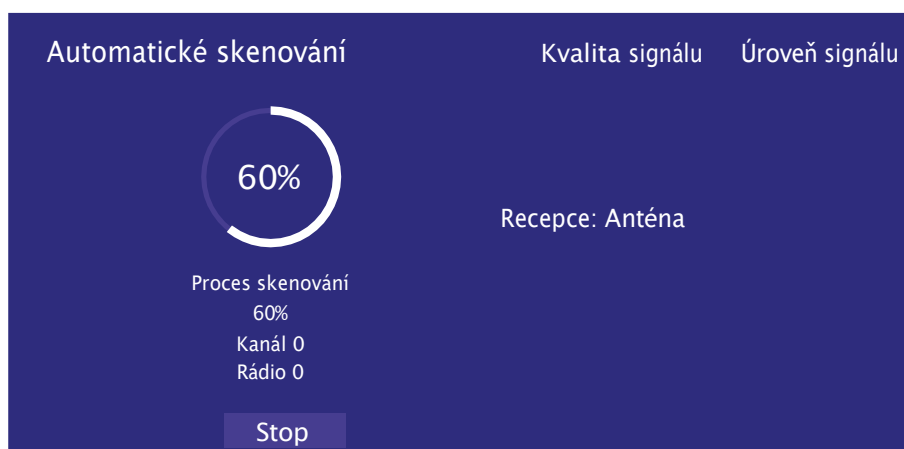 Automatické skenování
Kvalita signálu
Úroveň signálu
60%
Recepce: Anténa
Proces skenování
60%
Kanál 0
Rádio 0
Stop